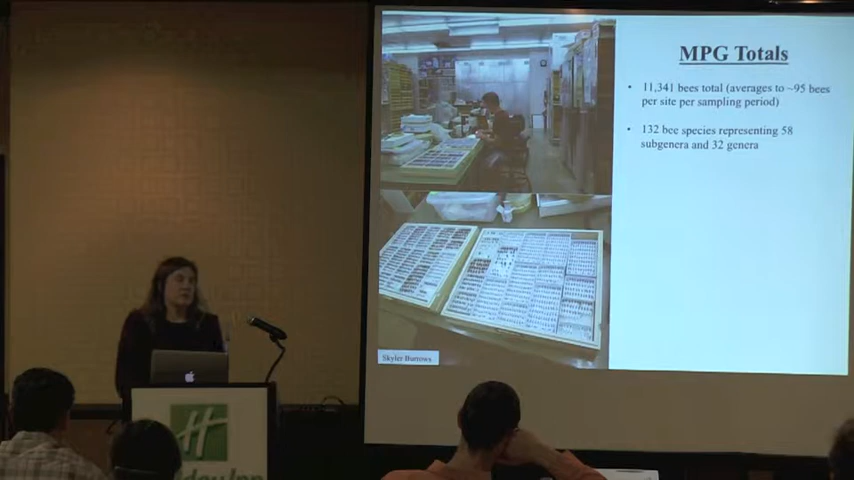 MPG Totals
• 11,341 bees total (averages to ~95 bees
per site per sampling period)
• 132 bee species representing 58
subgenera and 32 genera
Skyler Burrows
H
Inn